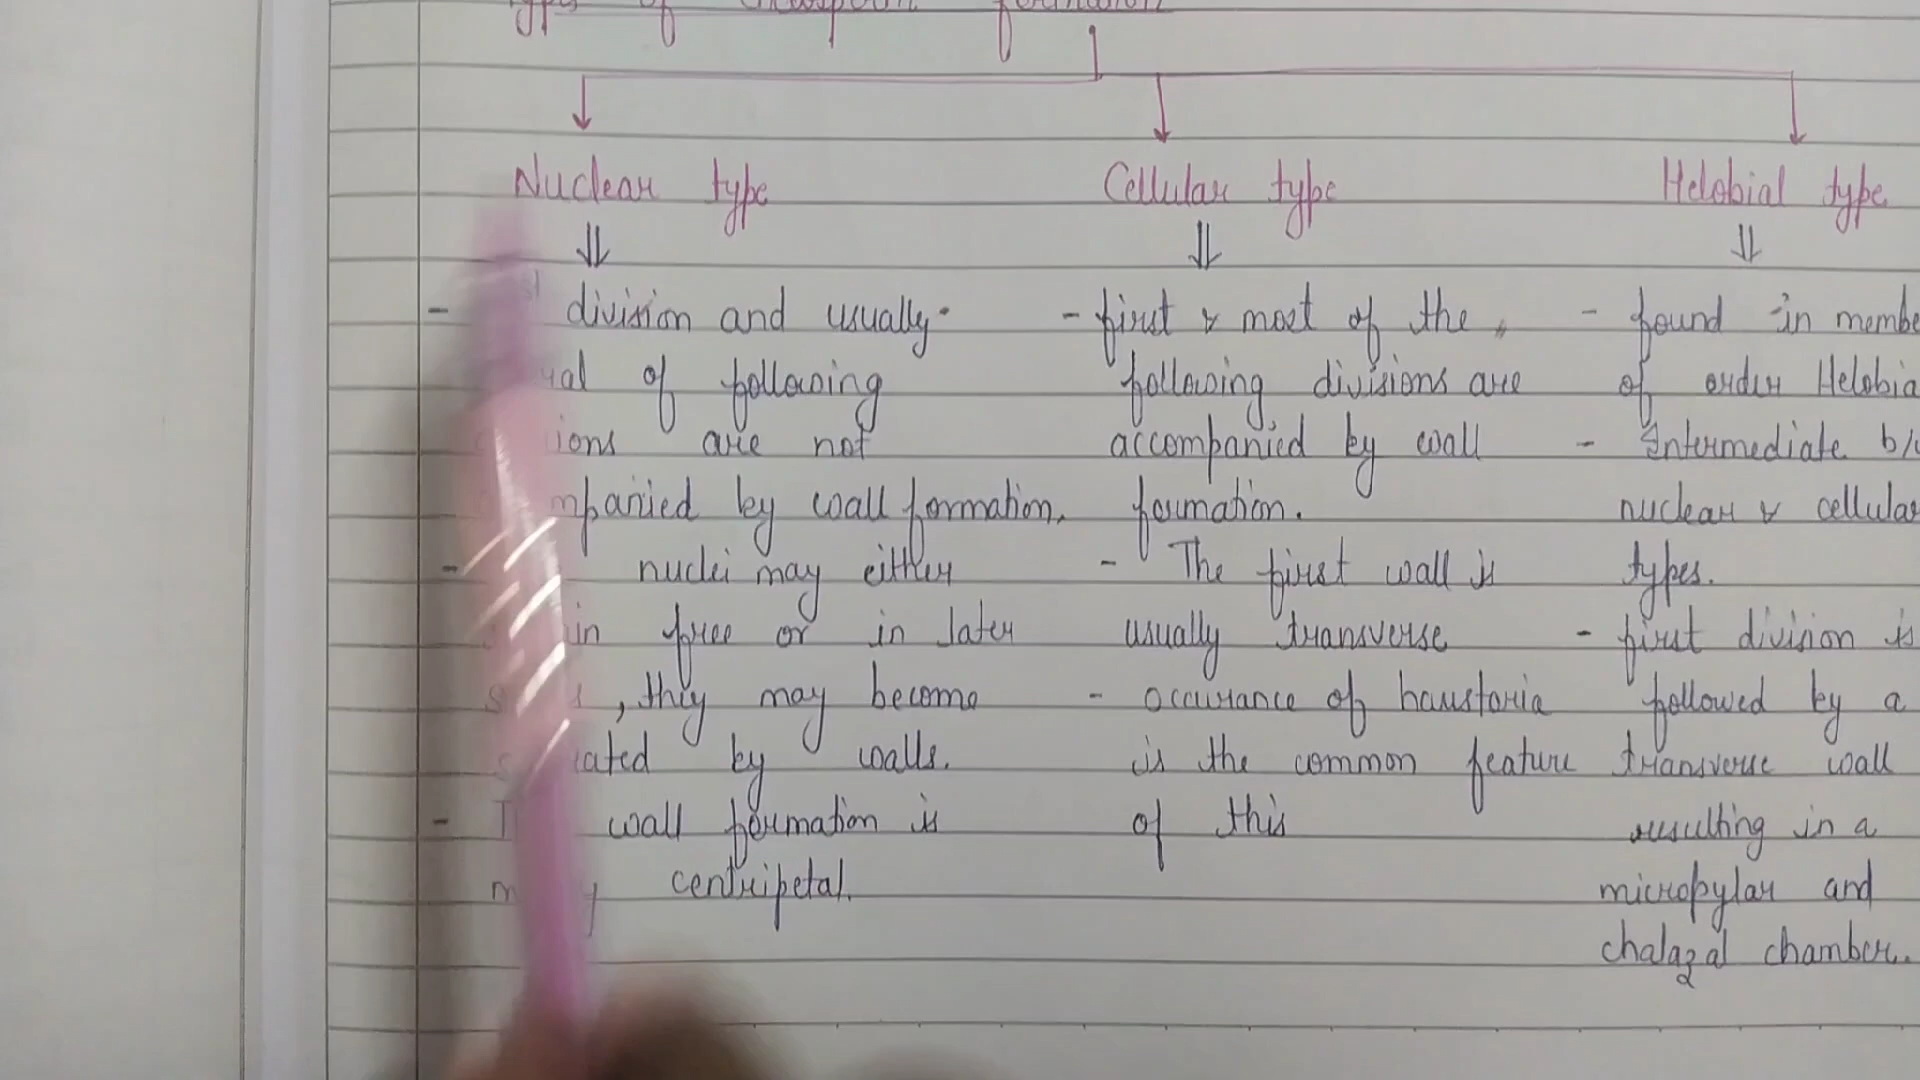 Nuclear type
Cellular type
Helobial type
division and usually
of following
are not
by wall formation.
nuclei may either
free or in later
, they may become
by walls.
wall formation is
centripetal.
- first & most of the
following divisions are
accompanied by wall
formation.
- The first wall is
usually transverse
- occurance of haustoria
is the common feature
of this
- found in membe
of order Helobia
- Intermediate b/
nuclear & cellular
types.
- first division is
followed by a
transverse wall
resulting in a
micropylar and
chalazal chamber.